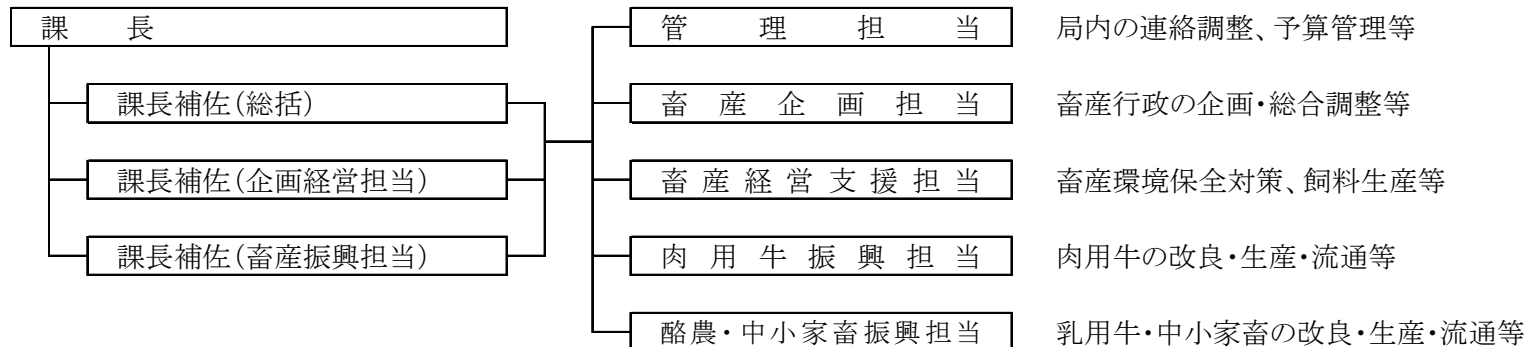 課長
管理担当 局内の連絡調整、予算管理等
課長補佐(総括) 畜産企画担当 畜産行政の企画・総合調整等
課長補佐(企画経営担当) 畜産経営支援担当 畜産環境保全対策、飼料生産等
課長補佐(畜産振興担当) 肉用牛振興担当 肉用牛の改良・生産・流通等
酪農・中小家畜振興担当 乳用牛・中小家畜の改良・生産・流通等